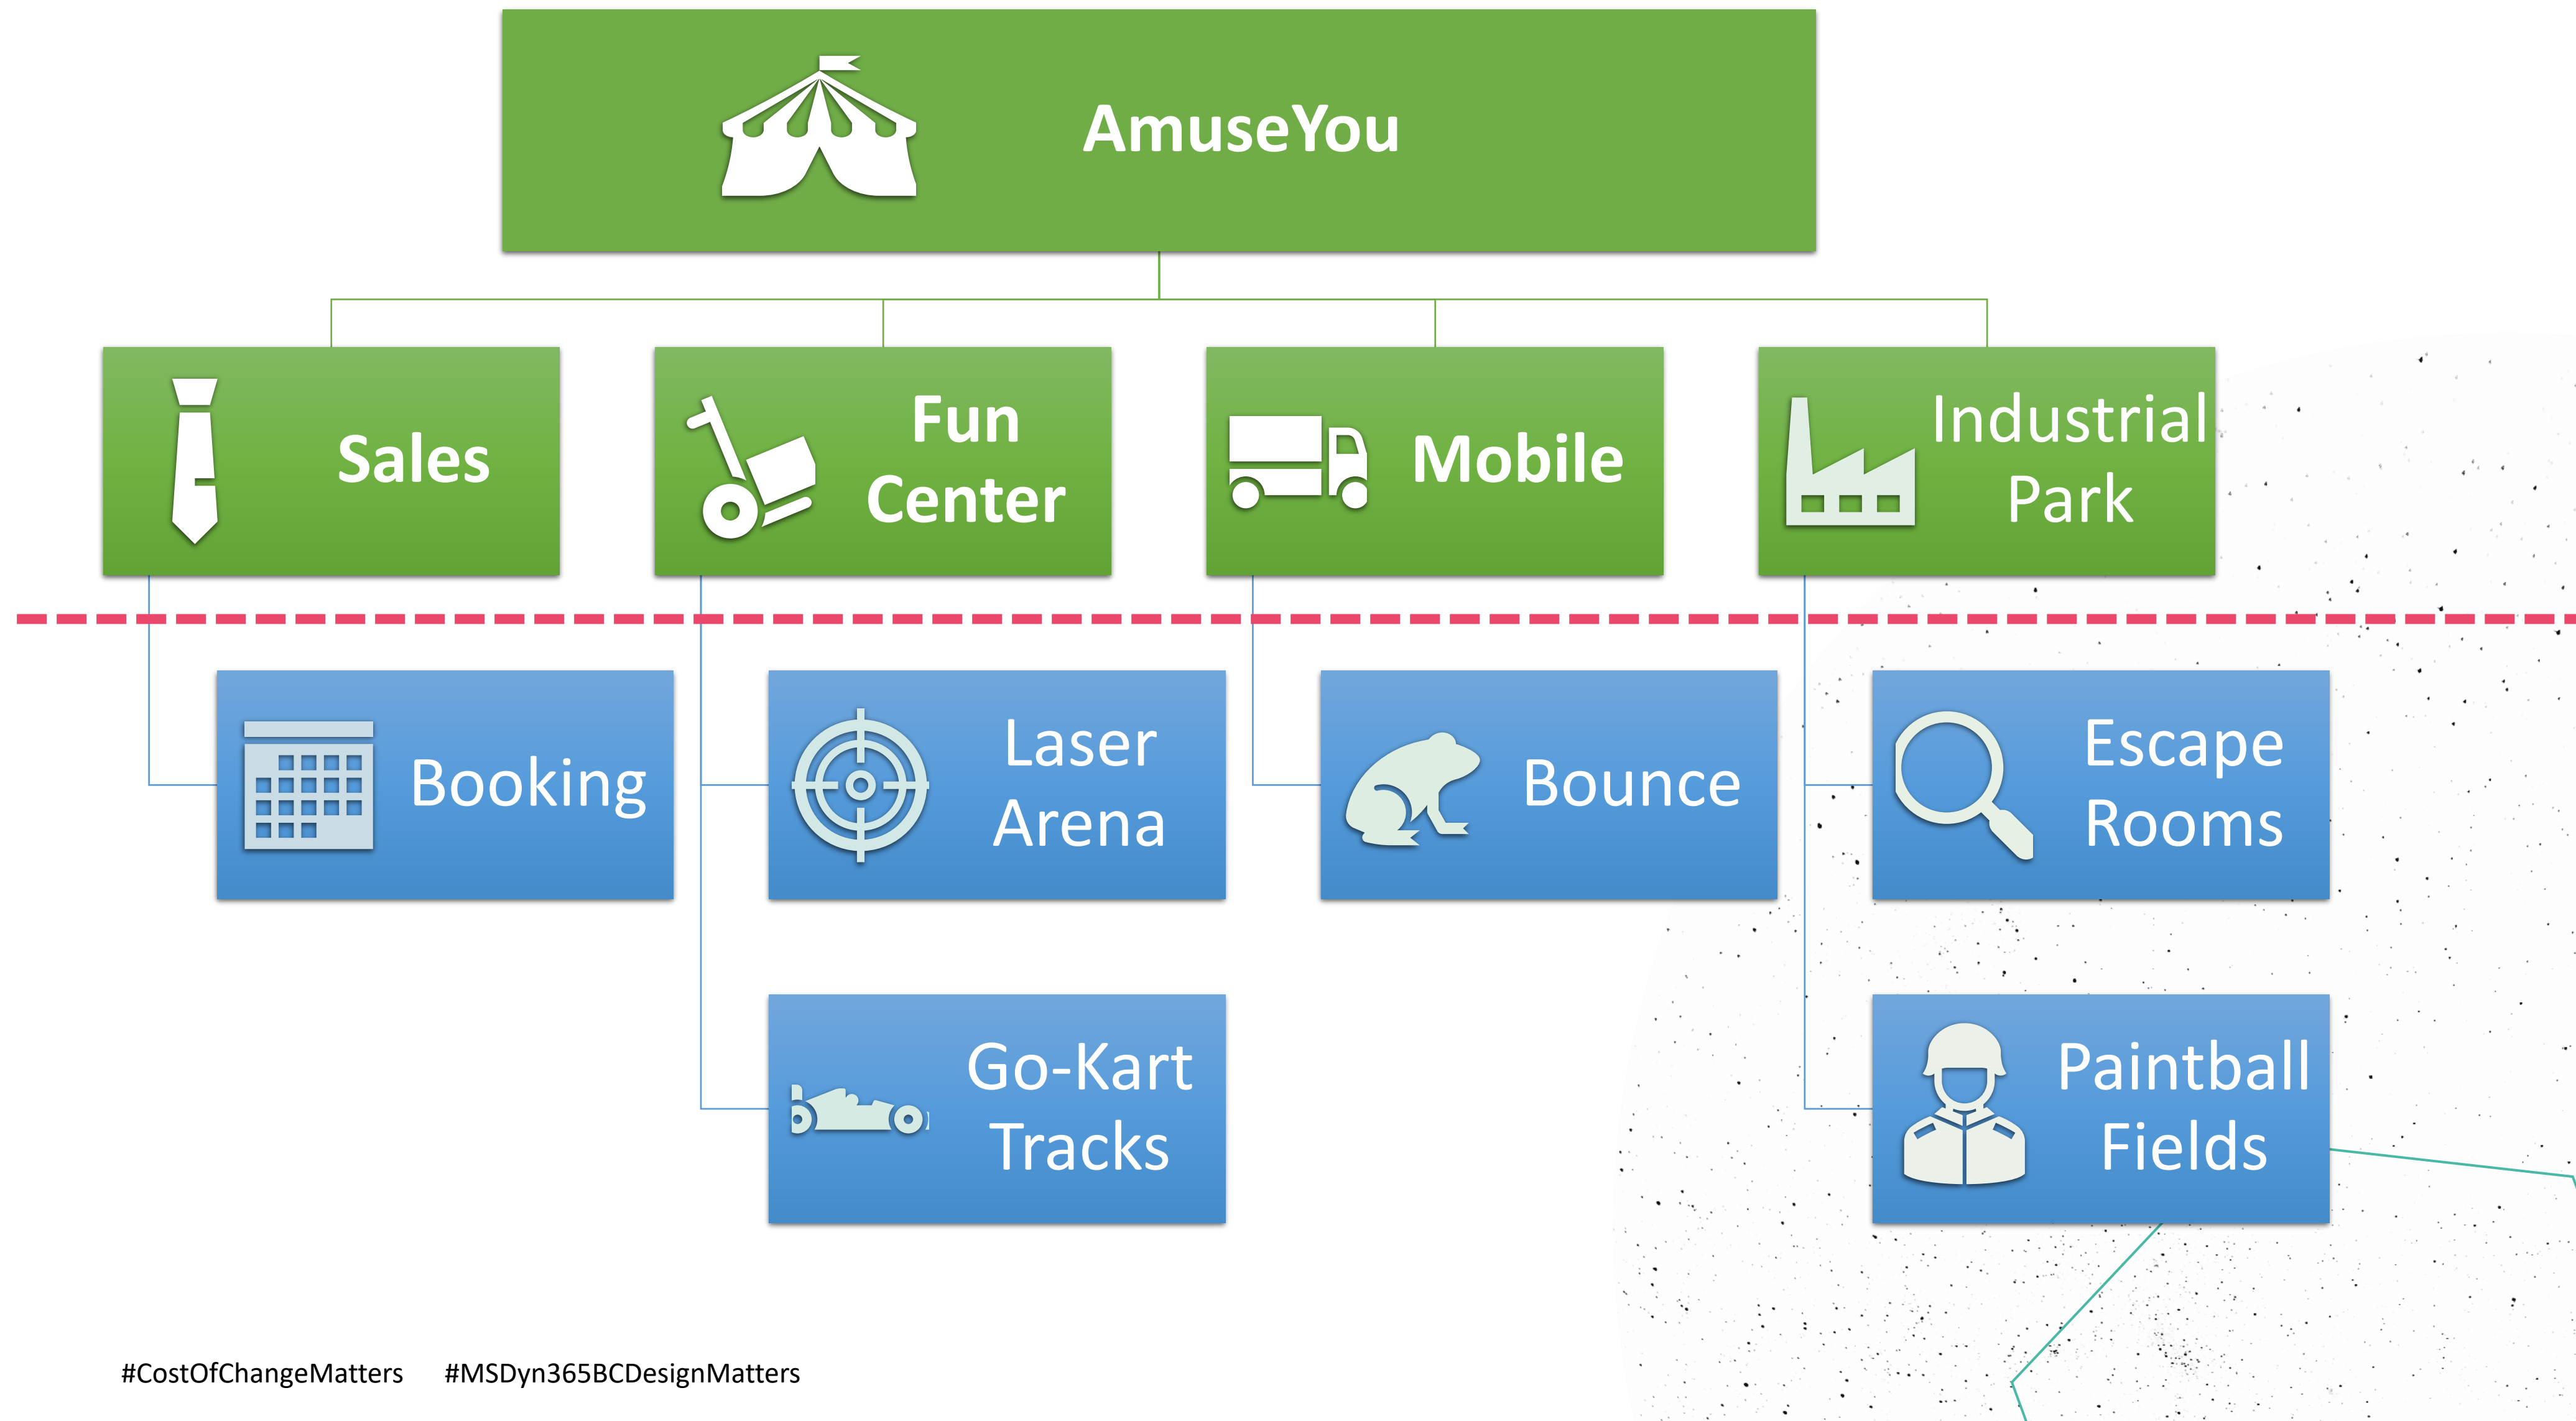 AmuseYou
Sales
Fun
Center
Mobile
Industrial
Park
Booking
Laser
Arena
Bounce
Escape
Rooms
Go-Kart
Tracks
Paintball
Fields
#CostOfChangeMatters #MSDyn365BCDesignMatters